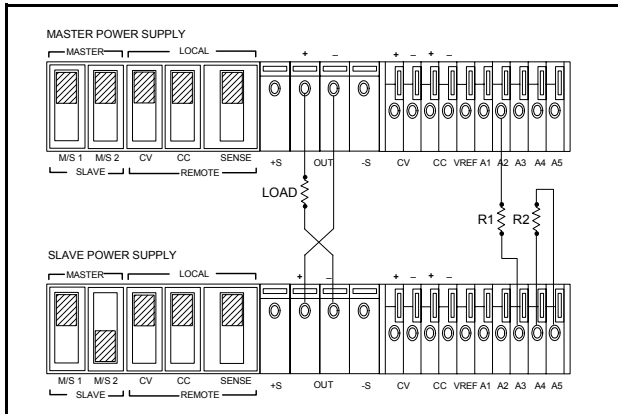 MASTER POWER SUPPLY
MASTER LOCAL
+ – + – + –
M/S 1 M/S 2 CV CC SENSE +S OUT -S CV CC VREF A1 A2 A3 A4 A5
SLAVE REMOTE
LOAD R1 R2
SLAVE POWER SUPPLY
MASTER LOCAL
+ – + – + –
M/S 1 M/S 2 CV CC SENSE +S OUT -S CV CC VREF A1 A2 A3 A4 A5
SLAVE REMOTE